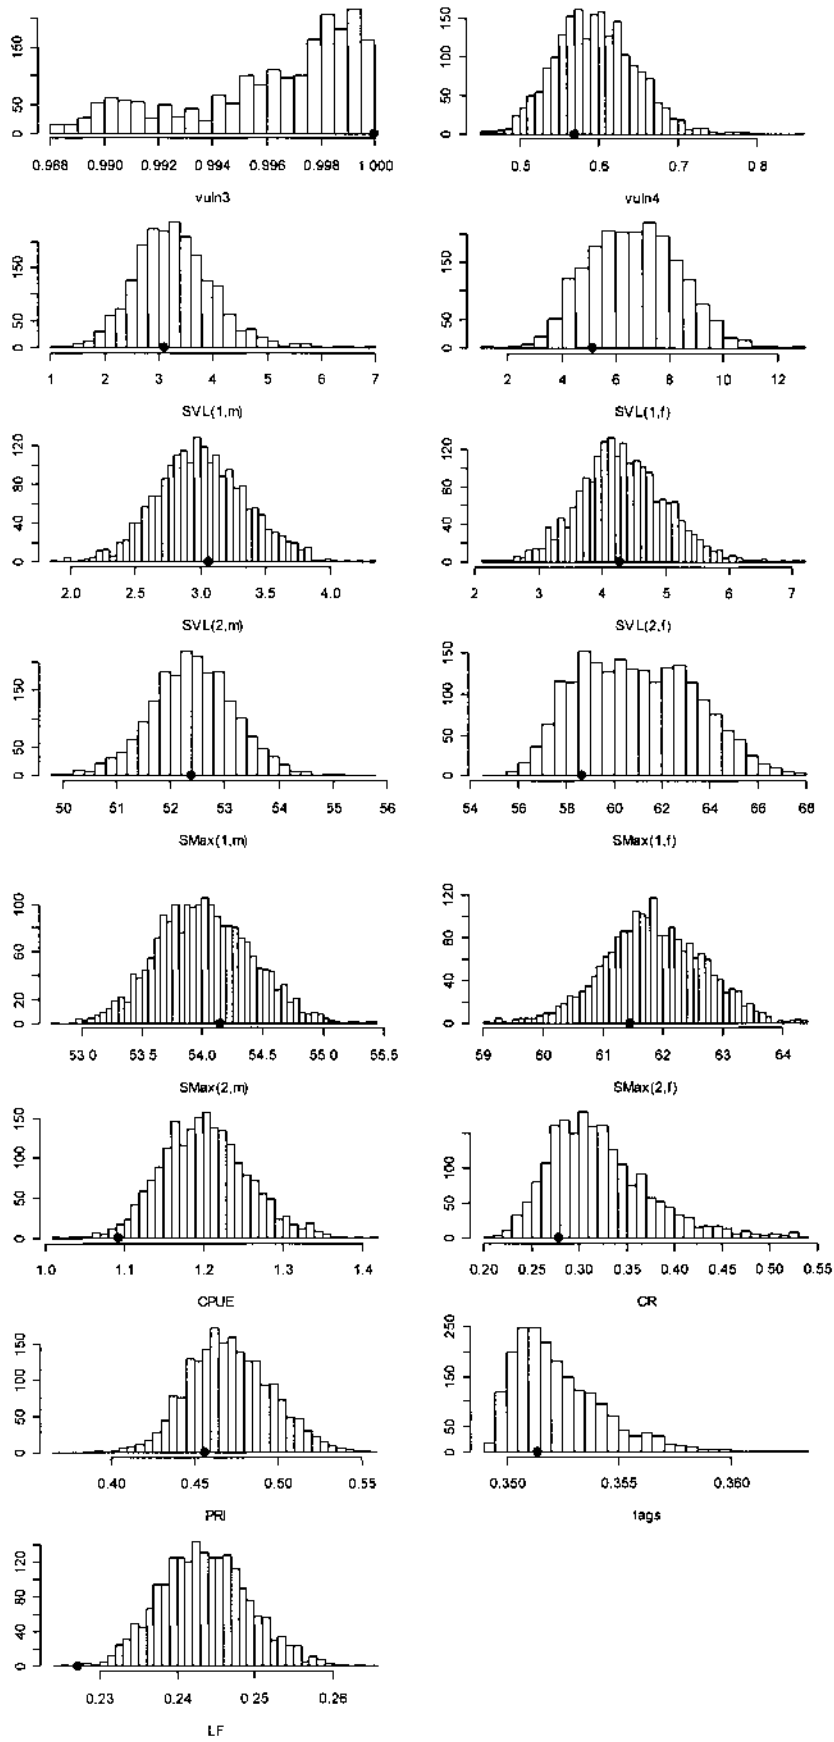 150
50
0
0.988 0.990 0.992 0.994 0.996 0.998 1.000
vuln3
150
100
50
0
0.5 0.6 0.7 0.8
vuln4
150
50
0
1 2 3 4 5 6 7
SVL(1,m)
150
50
0
2 4 6 8 10 12
SVL(1,f)
120
80
40
0
2.0 2.5 3.0 3.5 4.0
SVL(2,m)
120
80
40
0
2 3 4 5 6 7
SVL(2,f)
150
50
0
50 51 52 53 54 55 56
SMax(1,m)
150
100
50
0
54 56 58 60 62 64 66 68
SMax(1,f)
100
60
20
0
53.0 53.5 54.0 54.5 55.0 55.5
SMax(2,m)
120
80
40
0
59 60 61 62 63 64
SMax(2,f)
150
100
50
0
1.0 1.1 1.2 1.3 1.4
CPUE
100
50
0
0.20 0.25 0.30 0.35 0.40 0.45 0.50 0.55
CR
150
100
50
0
0.40 0.45 0.50 0.55
PRI
250
150
50
0
0.350 0.355 0.360
tags
120
80
40
0
0.23 0.24 0.25 0.26
LF